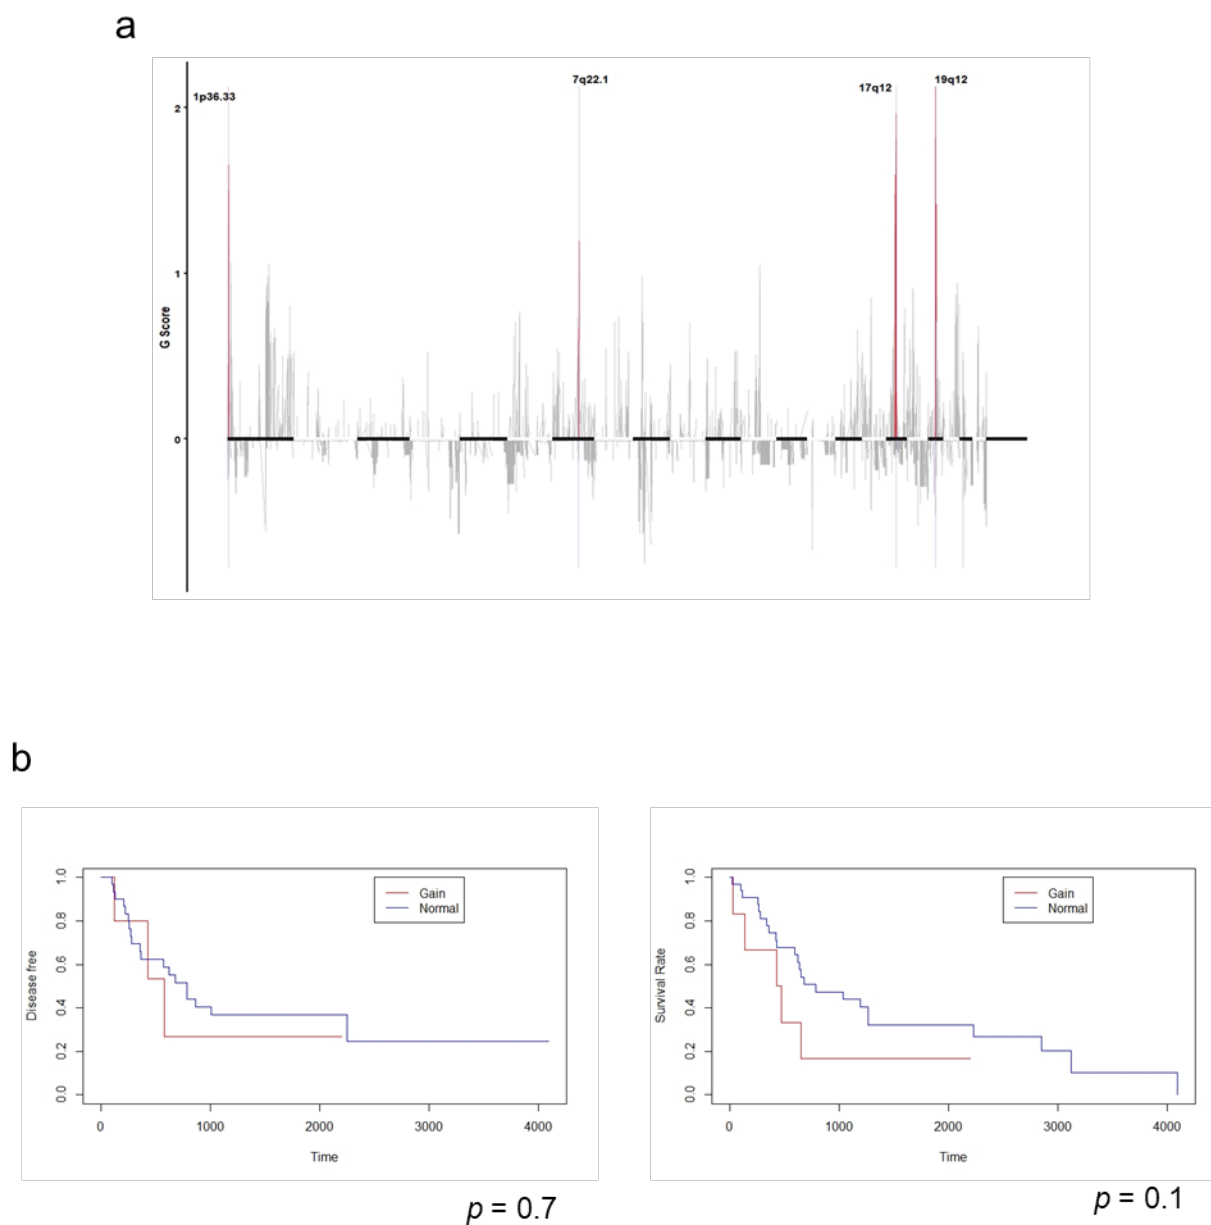 a
7q22.1
19q12
17q12
1p36.33
2
1
G Score
0
b
1.0
0.8
0.6
0.4
0.2
0.0
Disease free
Gain
Normal
0 1000 2000 3000 4000
Time
p = 0.7
1.0
0.8
0.6
0.4
0.2
0.0
Survival Rate
Gain
Normal
0 1000 2000 3000 4000
Time
p = 0.1